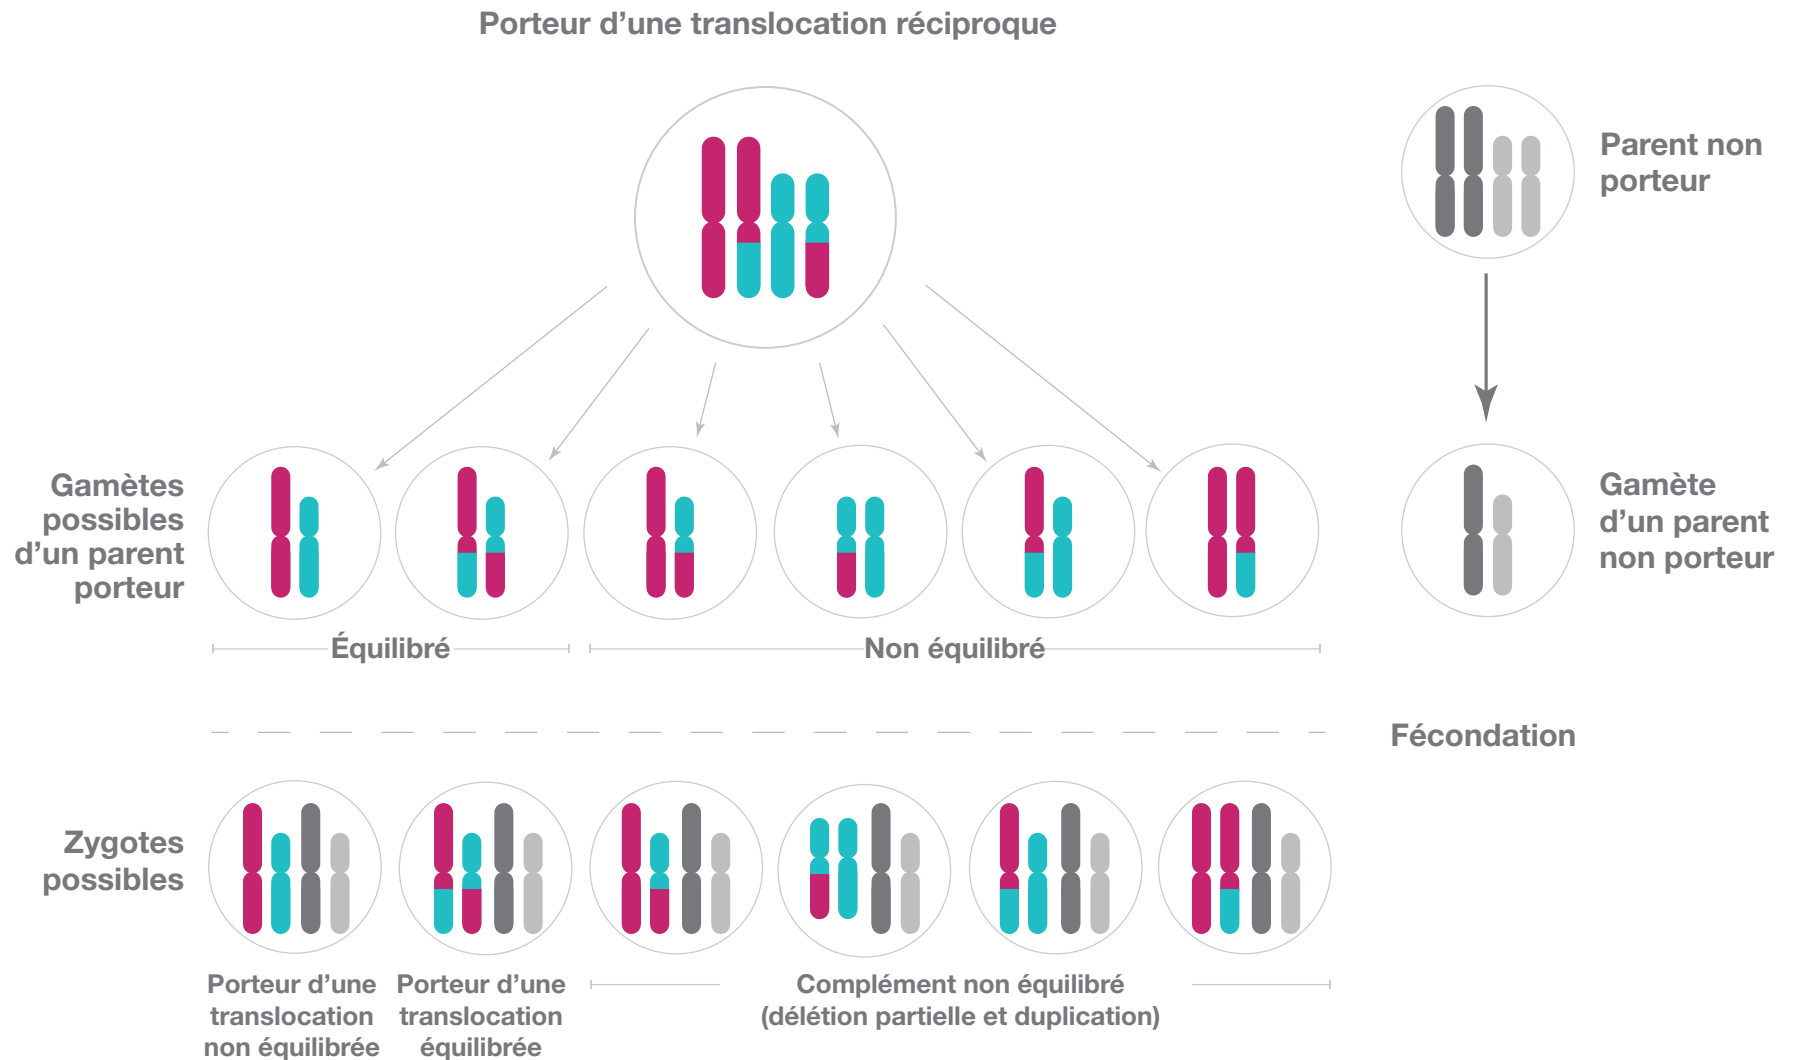 Porteur d’une translocation réciproque
Parent non
porteur
Gamètes
possibles
d’un parent
porteur
Gamète
d’un parent
non porteur
Équilibré
Non équilibré
Fécondation
Zygotes
possibles
Porteur d’une
translocation
non équilibrée
Porteur d’une
translocation
équilibrée
Complément non équilibré
(délétion partielle et duplication)